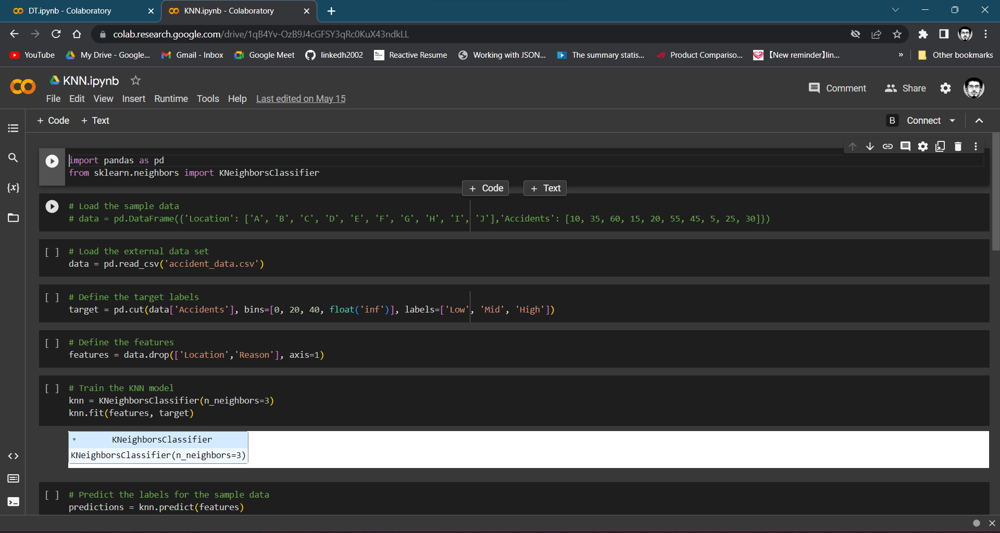 DT.ipynb - Colaboratory
KNN.ipynb - Colaboratory
colab.research.google.com/drive/1qB4Yv-OzB9J4cGFSY3qRc0KuX43ndkLL
YouTube My Drive - Google... Gmail - Inbox Google Meet linkedh2002 Reactive Resume Working with JSON... The summary statis... Product Compariso... 【New reminder】lin... » Other bookmarks
KNN.ipynb
Comment Share
File Edit View Insert Runtime Tools Help Last edited on May 15
+ Code + Text
B Connect
import pandas as pd
from sklearn.neighbors import KNeighborsClassifier
+ Code + Text
# Load the sample data
# data = pd.DataFrame({'Location': ['A', 'B', 'C', 'D', 'E', 'F', 'G', 'H', 'I', 'J'],'Accidents': [10, 35, 60, 15, 20, 55, 45, 5, 25, 30]})
[ ] # Load the external data set
data = pd.read_csv('accident_data.csv')
[ ] # Define the target labels
target = pd.cut(data['Accidents'], bins=[0, 20, 40, float('inf')], labels=['Low', 'Mid', 'High'])
[ ] # Define the features
features = data.drop(['Location','Reason'], axis=1)
[ ] # Train the KNN model
knn = KNeighborsClassifier(n_neighbors=3)
knn.fit(features, target)
KNeighborsClassifier
KNeighborsClassifier(n_neighbors=3)
[ ] # Predict the labels for the sample data
predictions = knn.predict(features)